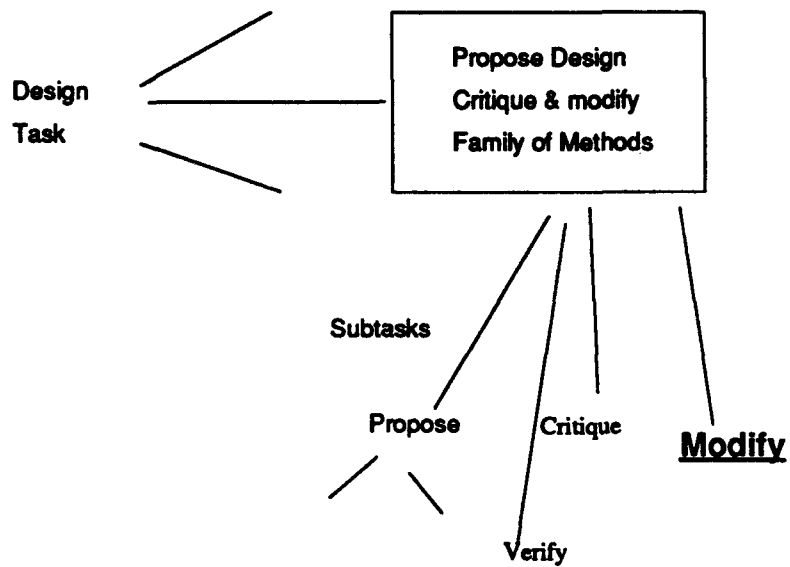 Design
Task
Propose Design
Critique & modify
Family of Methods
Subtasks
Propose
Critique
Modify
Verify